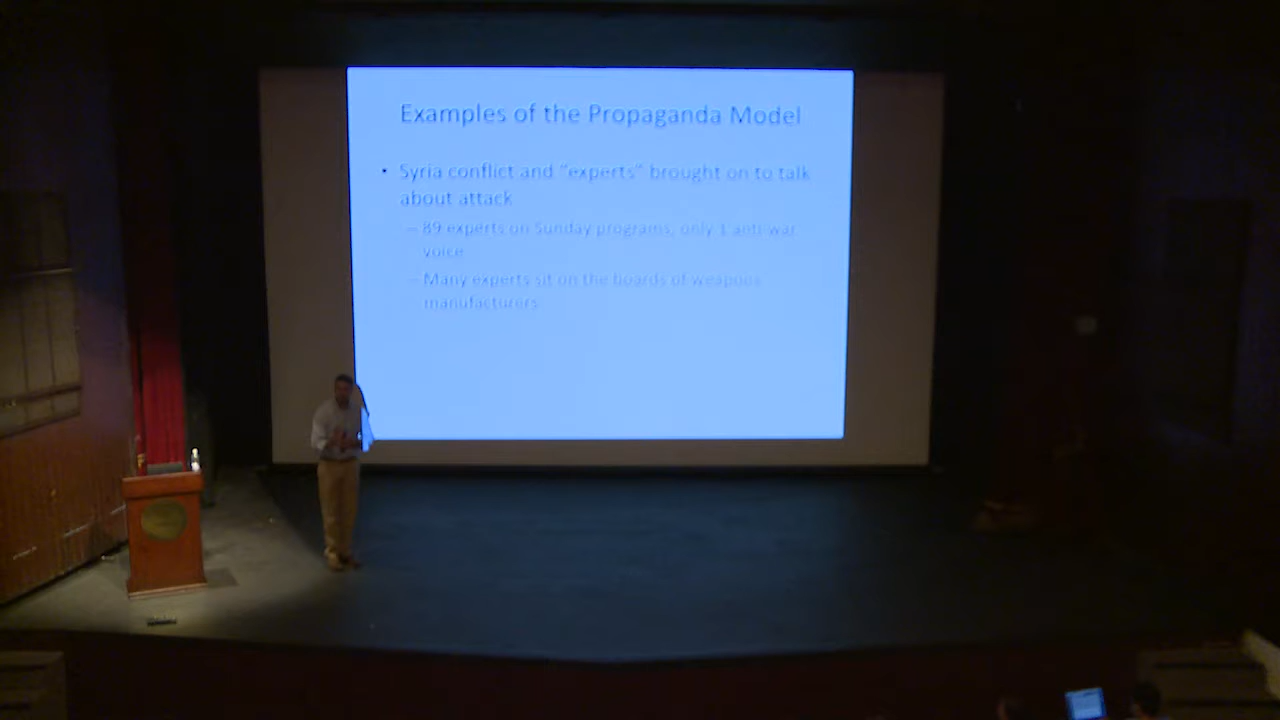 Examples of the Propaganda Model
• Syria conflict and "experts" brought on to talk
about attack
– 89 experts on Sunday programs, only 1 anti-war
voice
– Many experts sit on the boards of weapons
manufacturers